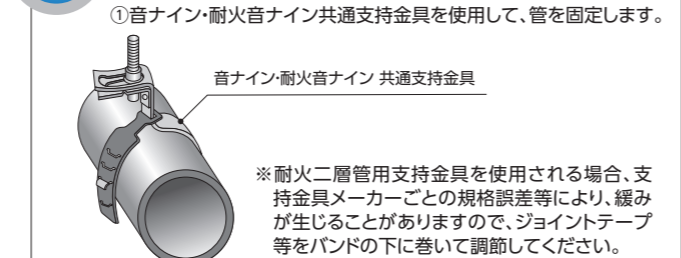 ①音ナイン・耐火音ナイン共通支持金具を使用して、管を固定します。
音ナイン・耐火音ナイン 共通支持金具
※耐火二層管用支持金具を使用される場合、支
持金具メーカーごとの規格誤差等により、緩み
が生じることがありますので、ジョイントテープ
等をバンドの下に巻いて調節してください。